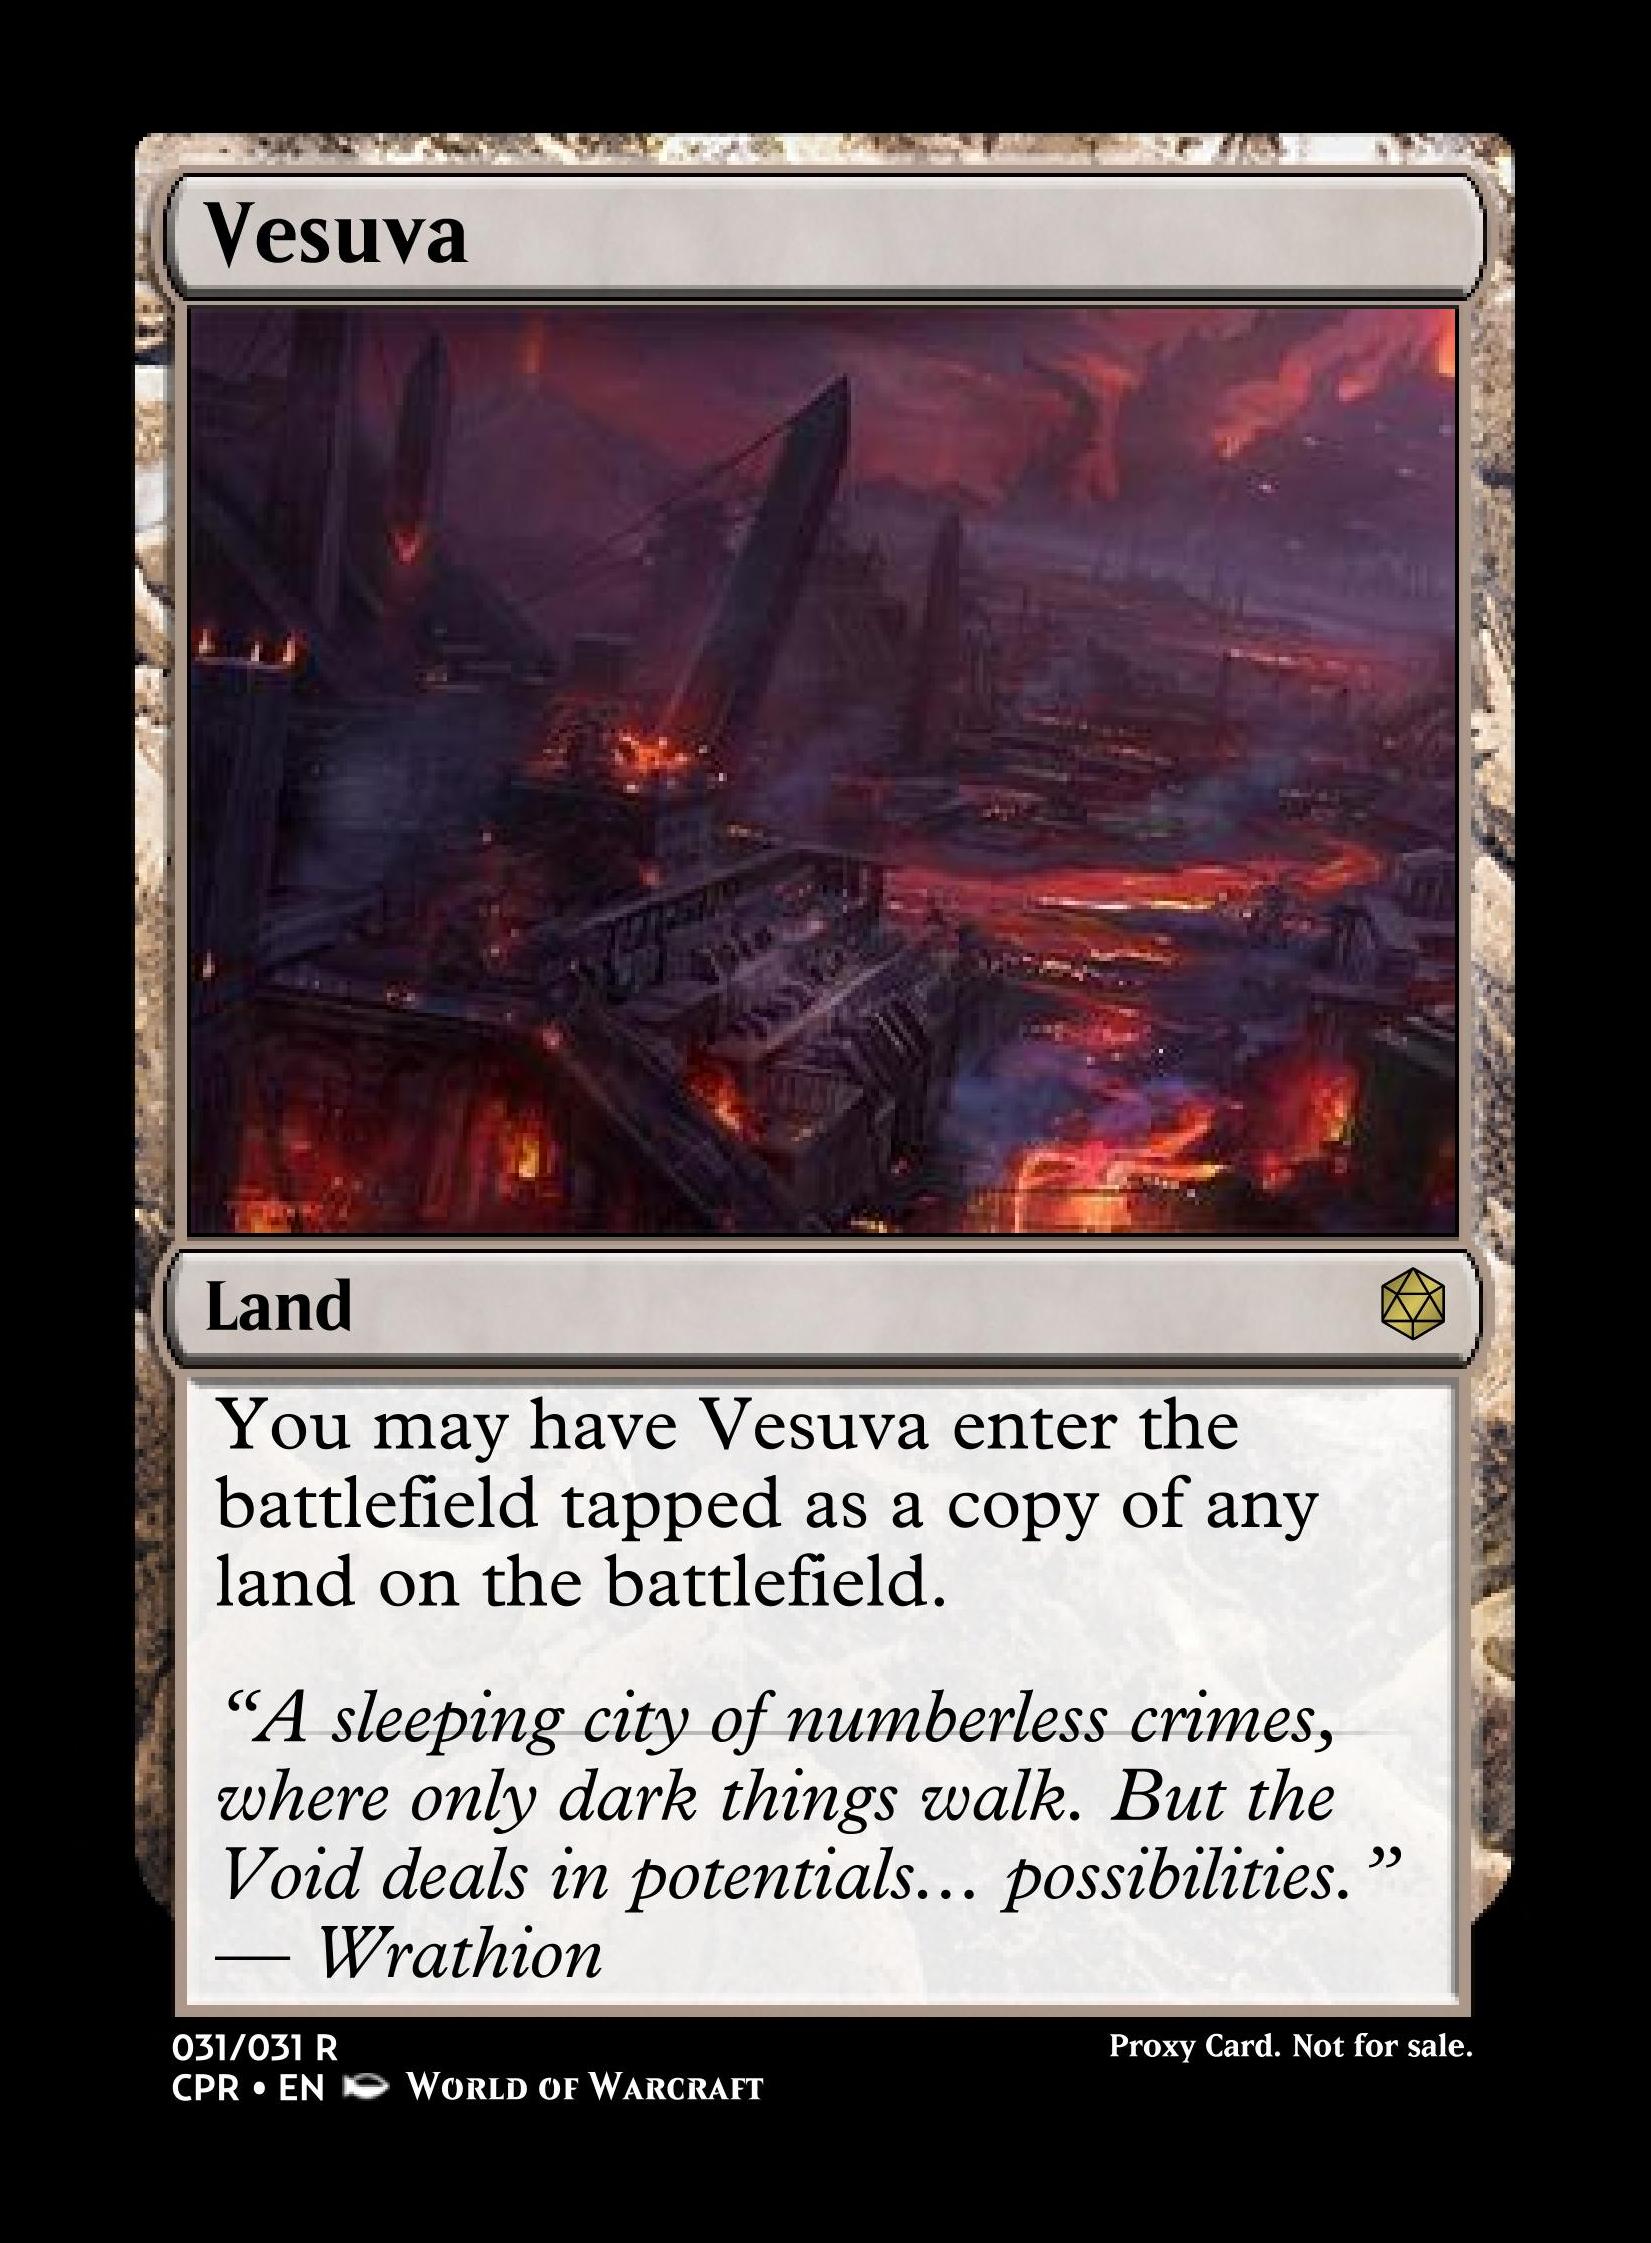 Vesuva
Land
You may have Vesuva enter the
battlefield tapped as a copy of any
land on the battlefield.
“A sleeping city of numberless crimes,
where only dark things walk. But the
Void deals in potentials… possibilities.”
— Wrathion
031/031 R
Proxy Card. Not for sale.
CPR • EN World of Warcraft